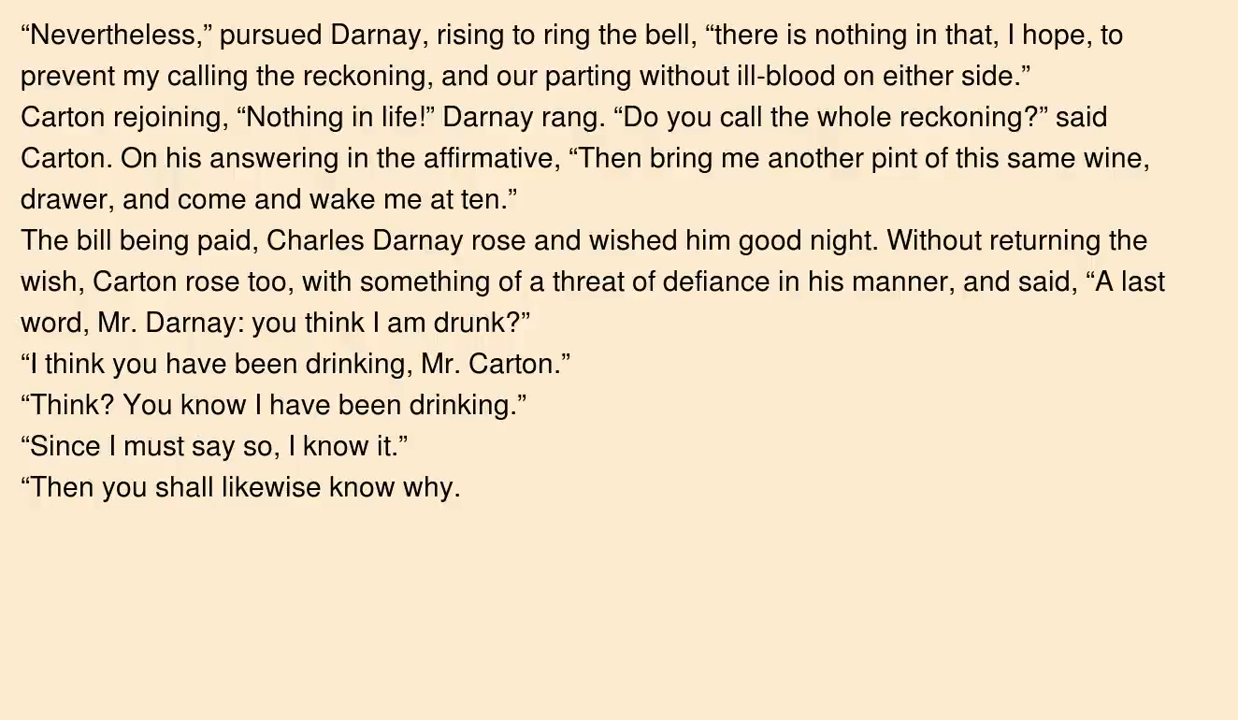 “Nevertheless,” pursued Darnay, rising to ring the bell, “there is nothing in that, I hope, to
prevent my calling the reckoning, and our parting without ill-blood on either side.”
Carton rejoining, “Nothing in life!” Darnay rang. “Do you call the whole reckoning?” said
Carton. On his answering in the affirmative, “Then bring me another pint of this same wine,
drawer, and come and wake me at ten.”
The bill being paid, Charles Darnay rose and wished him good night. Without returning the
wish, Carton rose too, with something of a threat of defiance in his manner, and said, “A last
word, Mr. Darnay: you think I am drunk?”
“I think you have been drinking, Mr. Carton.”
“Think? You know I have been drinking.”
“Since I must say so, I know it.”
“Then you shall likewise know why.